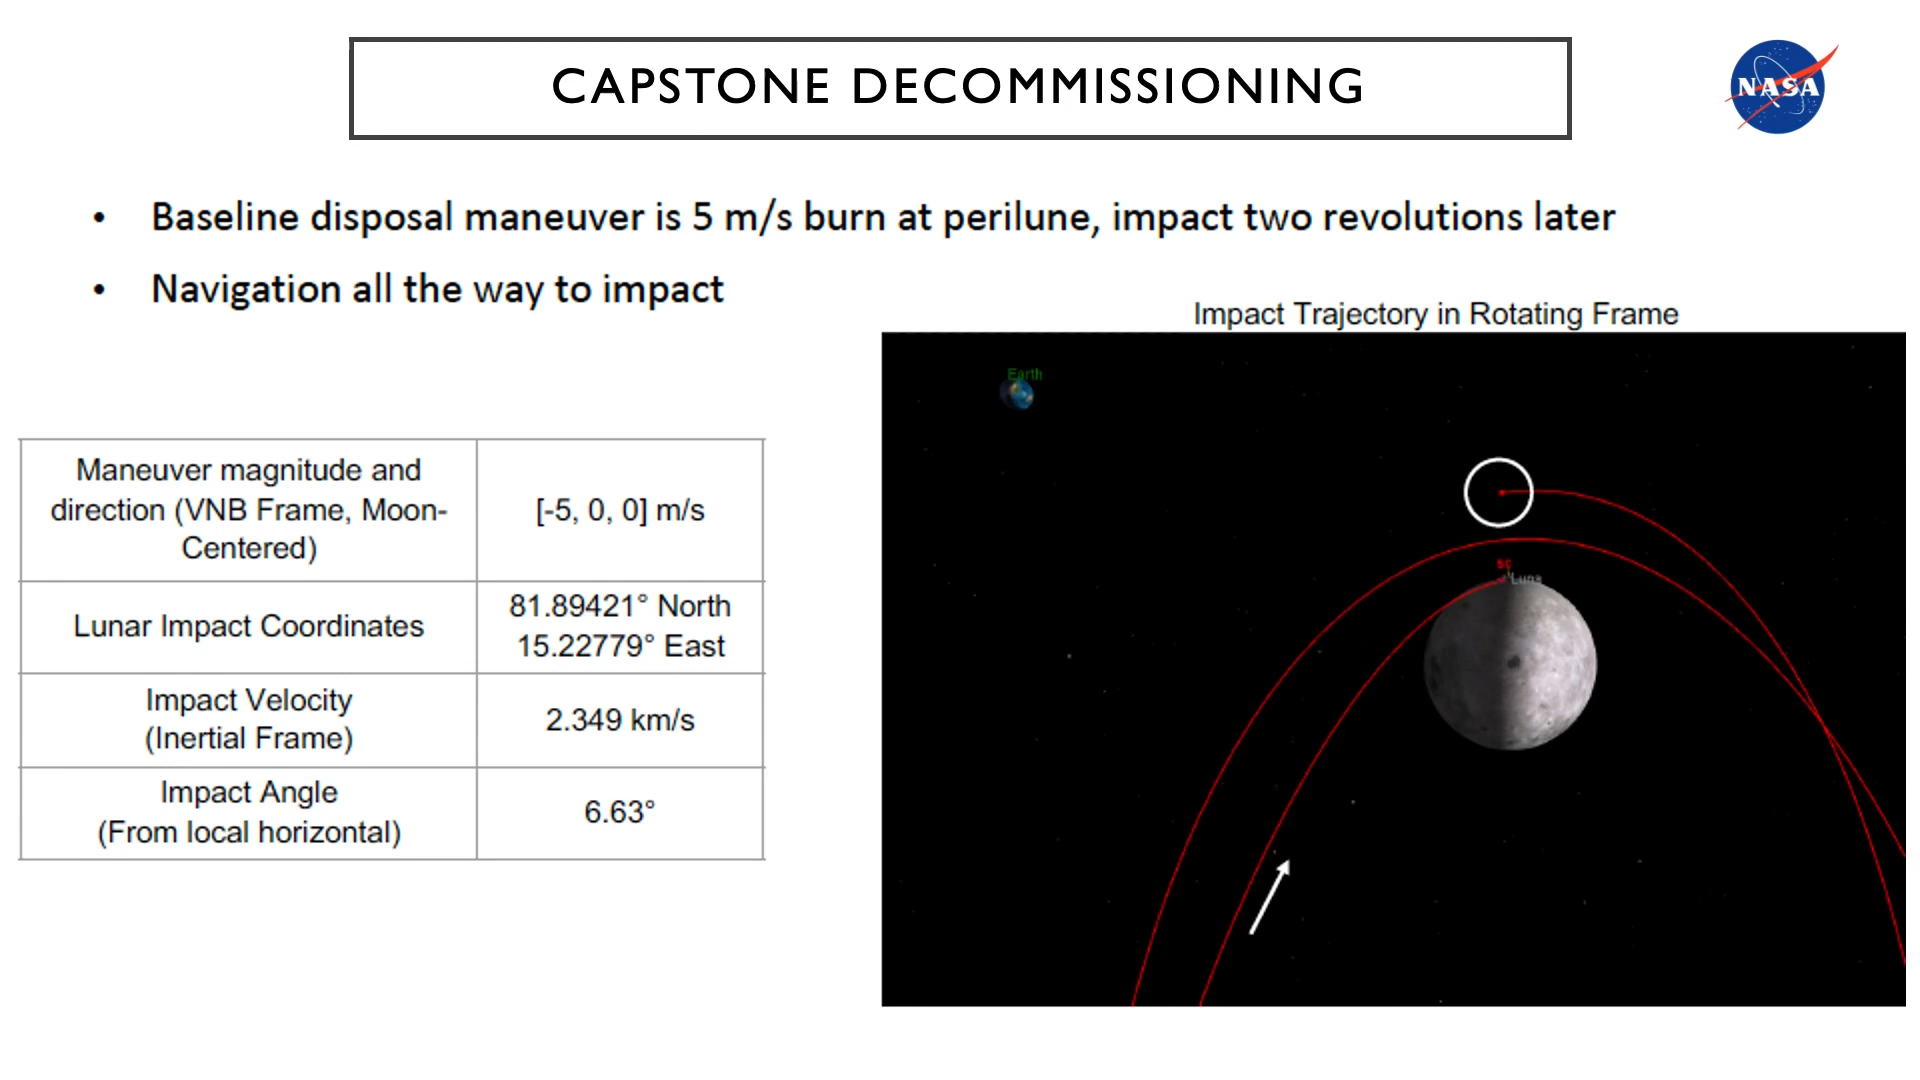 CAPSTONE DECOMMISSIONING
NASA
• Baseline disposal maneuver is 5 m/s burn at perilune, impact two revolutions later
• Navigation all the way to impact
Impact Trajectory in Rotating Frame
Earth
SC
Luna
Maneuver magnitude and
direction (VNB Frame, Moon-
Centered)
[-5, 0, 0] m/s
Lunar Impact Coordinates
81.89421° North
15.22779° East
Impact Velocity
(Inertial Frame)
2.349 km/s
Impact Angle
(From local horizontal)
6.63°